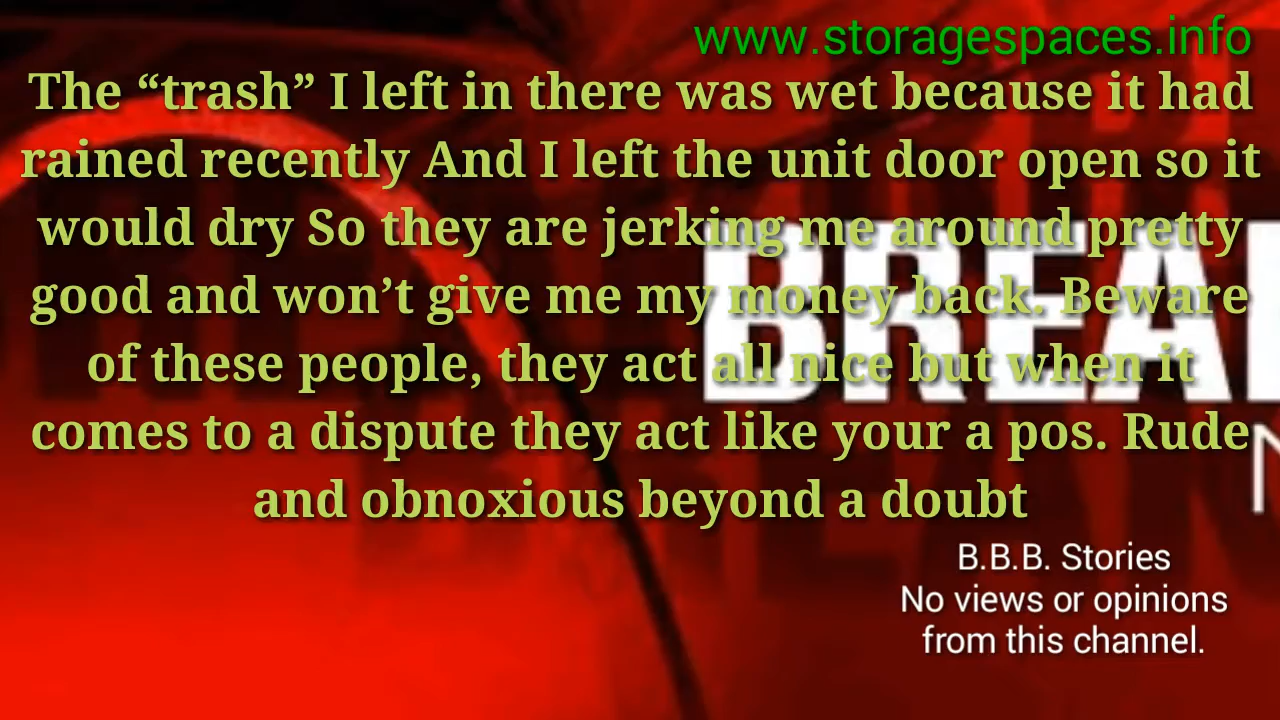 www.storagespaces.info
The “trash” I left in there was wet because it had
rained recently And I left the unit door open so it
would dry So they are jerking me around pretty
good and won’t give me my money back. Beware
of these people, they act all nice but when it
comes to a dispute they act like your a pos. Rude
and obnoxious beyond a doubt
B.B.B. Stories
No views or opinions
from this channel.